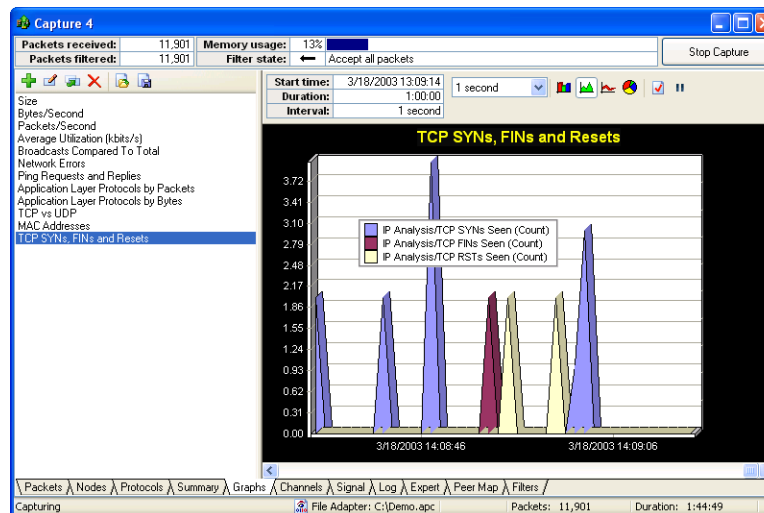 Capture 4
Packets received: 11,901 Memory usage: 13%
Packets filtered: 11,901 Filter state: Accept all packets
Stop Capture
Start time: 3/18/2003 13:09:14
Duration: 1:00:00
Interval: 1 second
1 second
Size
Bytes/Second
Packets/Second
Average Utilization (kbits/s)
Broadcasts Compared To Total
Network Errors
Ping Requests and Replies
Application Layer Protocols by Packets
Application Layer Protocols by Bytes
TCP vs UDP
MAC Addresses
TCP SYNs, FINs and Resets
TCP SYNs, FINs and Resets
3.72
3.41
3.10
2.79
2.48
2.17
1.86
1.55
1.24
0.93
0.62
0.31
0.00
IP Analysis/TCP SYNs Seen (Count)
IP Analysis/TCP FINs Seen (Count)
IP Analysis/TCP RSTs Seen (Count)
3/18/2003 14:08:46 3/18/2003 14:09:06
Packets Nodes Protocols Summary Graphs Channels Signal Log Expert Peer Map Filters
Capturing File Adapter: C:\Demo.apc Packets: 11,901 Duration: 1:44:49